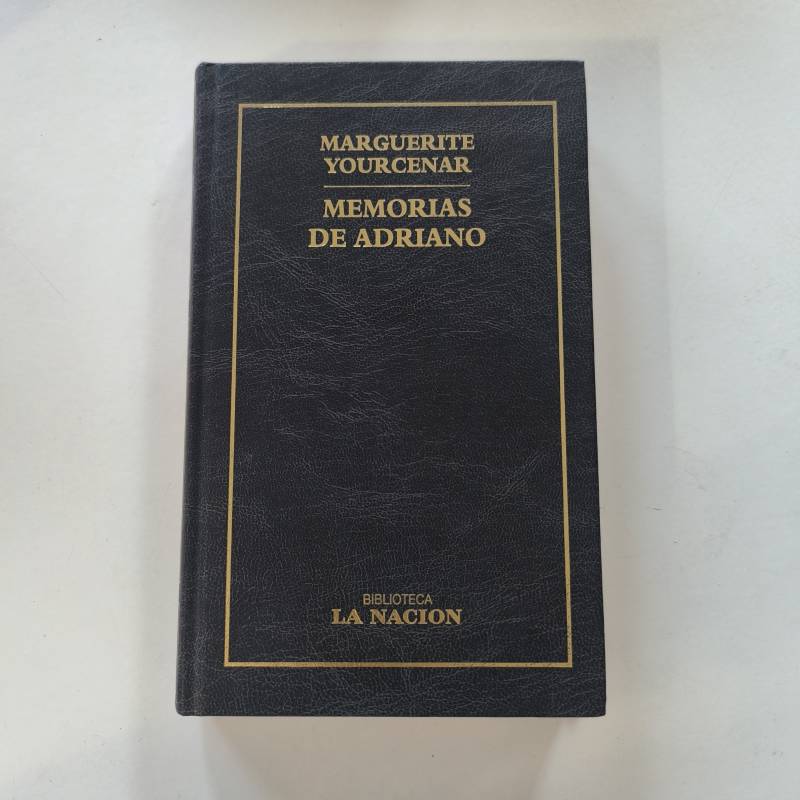 MARGUERITE
YOURCENAR
MEMORIAS
DE ADRIANO
BIBLIOTECA
LA NACION